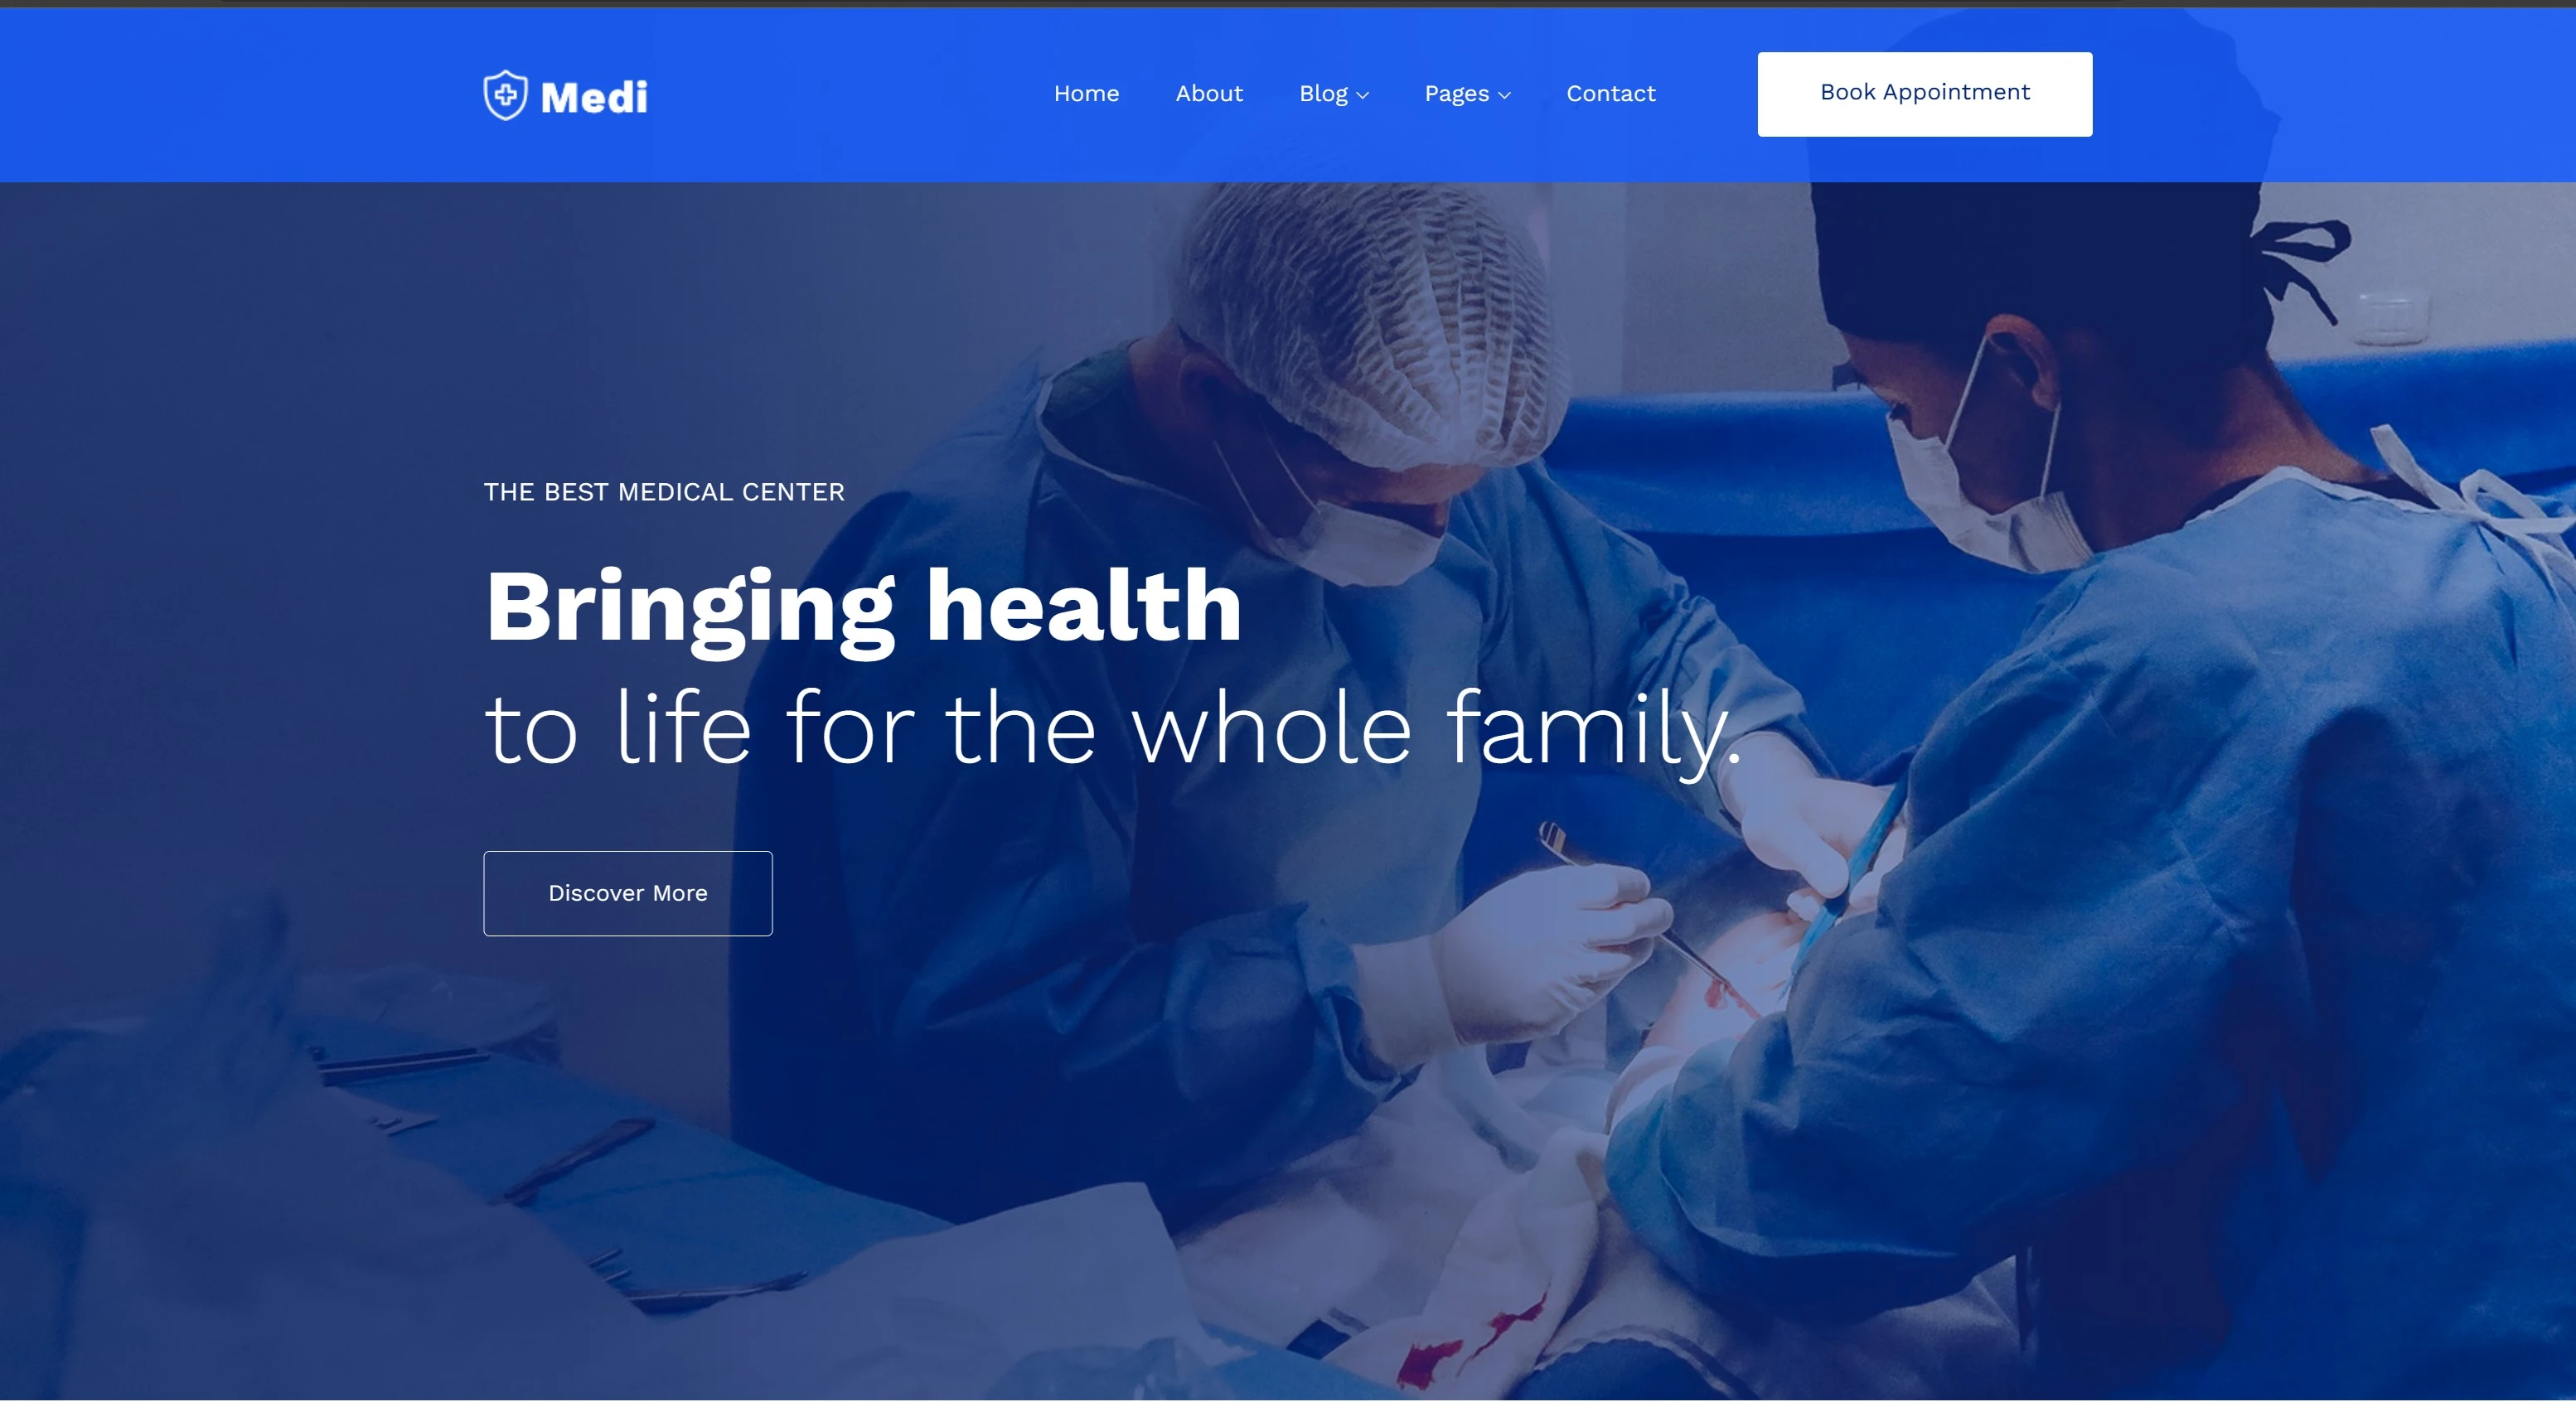 Medi
Home About Blog Pages Contact Book Appointment
THE BEST MEDICAL CENTER
Bringing health
to life for the whole family.
Discover More